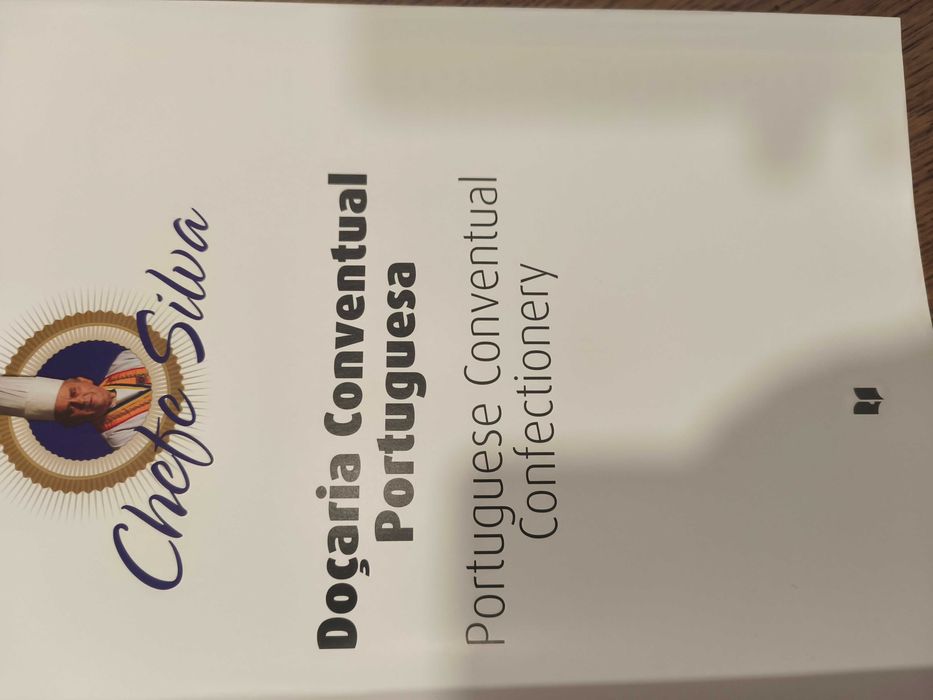 Chefe Silva
Doçaria Conventual
Portuguesa
Portuguese Conventual
Confectionery